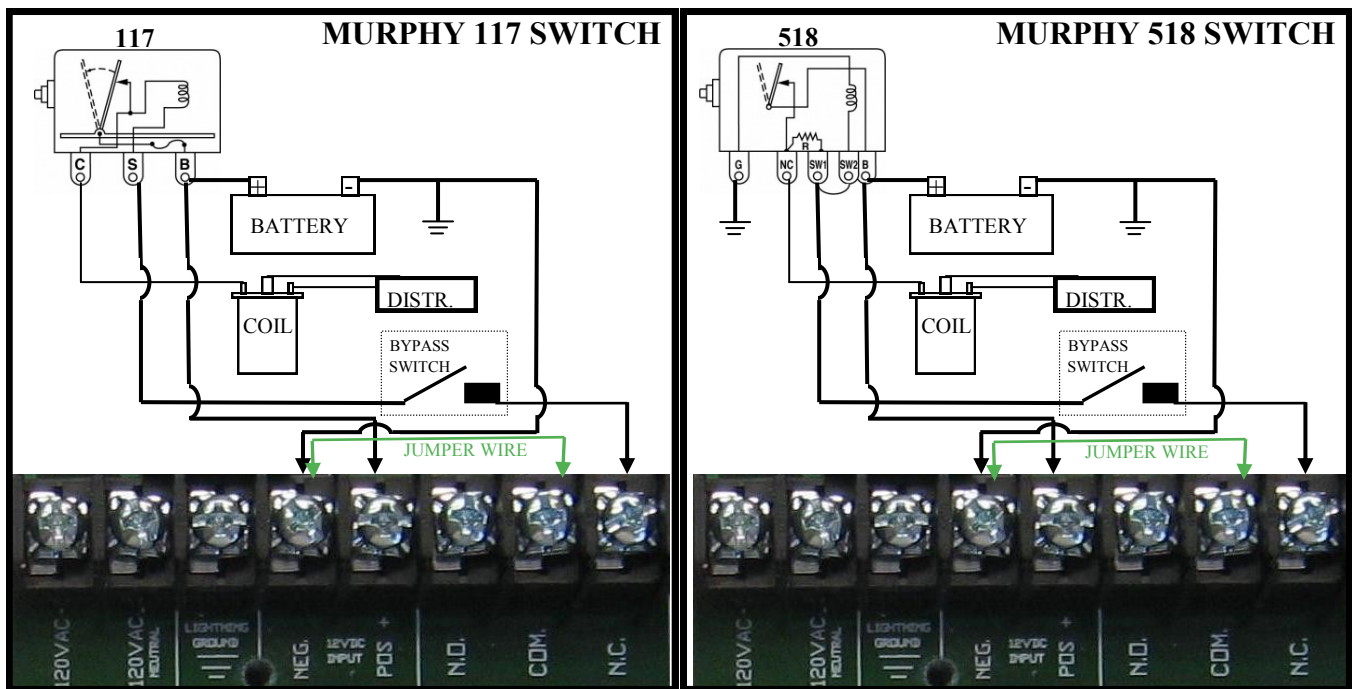 MURPHY 117 SWITCH
117
C S B
+ -
BATTERY
COIL
DISTR.
BYPASS
SWITCH
JUMPER WIRE
120VAC
120VAC
NEUTRAL
LIGHTNING
GROUND
NEG.
12VDC
INPUT
POS +
N.O.
COM.
N.C.
MURPHY 518 SWITCH
518
R
G NC SW1 SW2 B
+ -
BATTERY
COIL
DISTR.
BYPASS
SWITCH
JUMPER WIRE
120VAC
120VAC
NEUTRAL
LIGHTNING
GROUND
NEG.
12VDC
INPUT
POS +
N.O.
COM.
N.C.